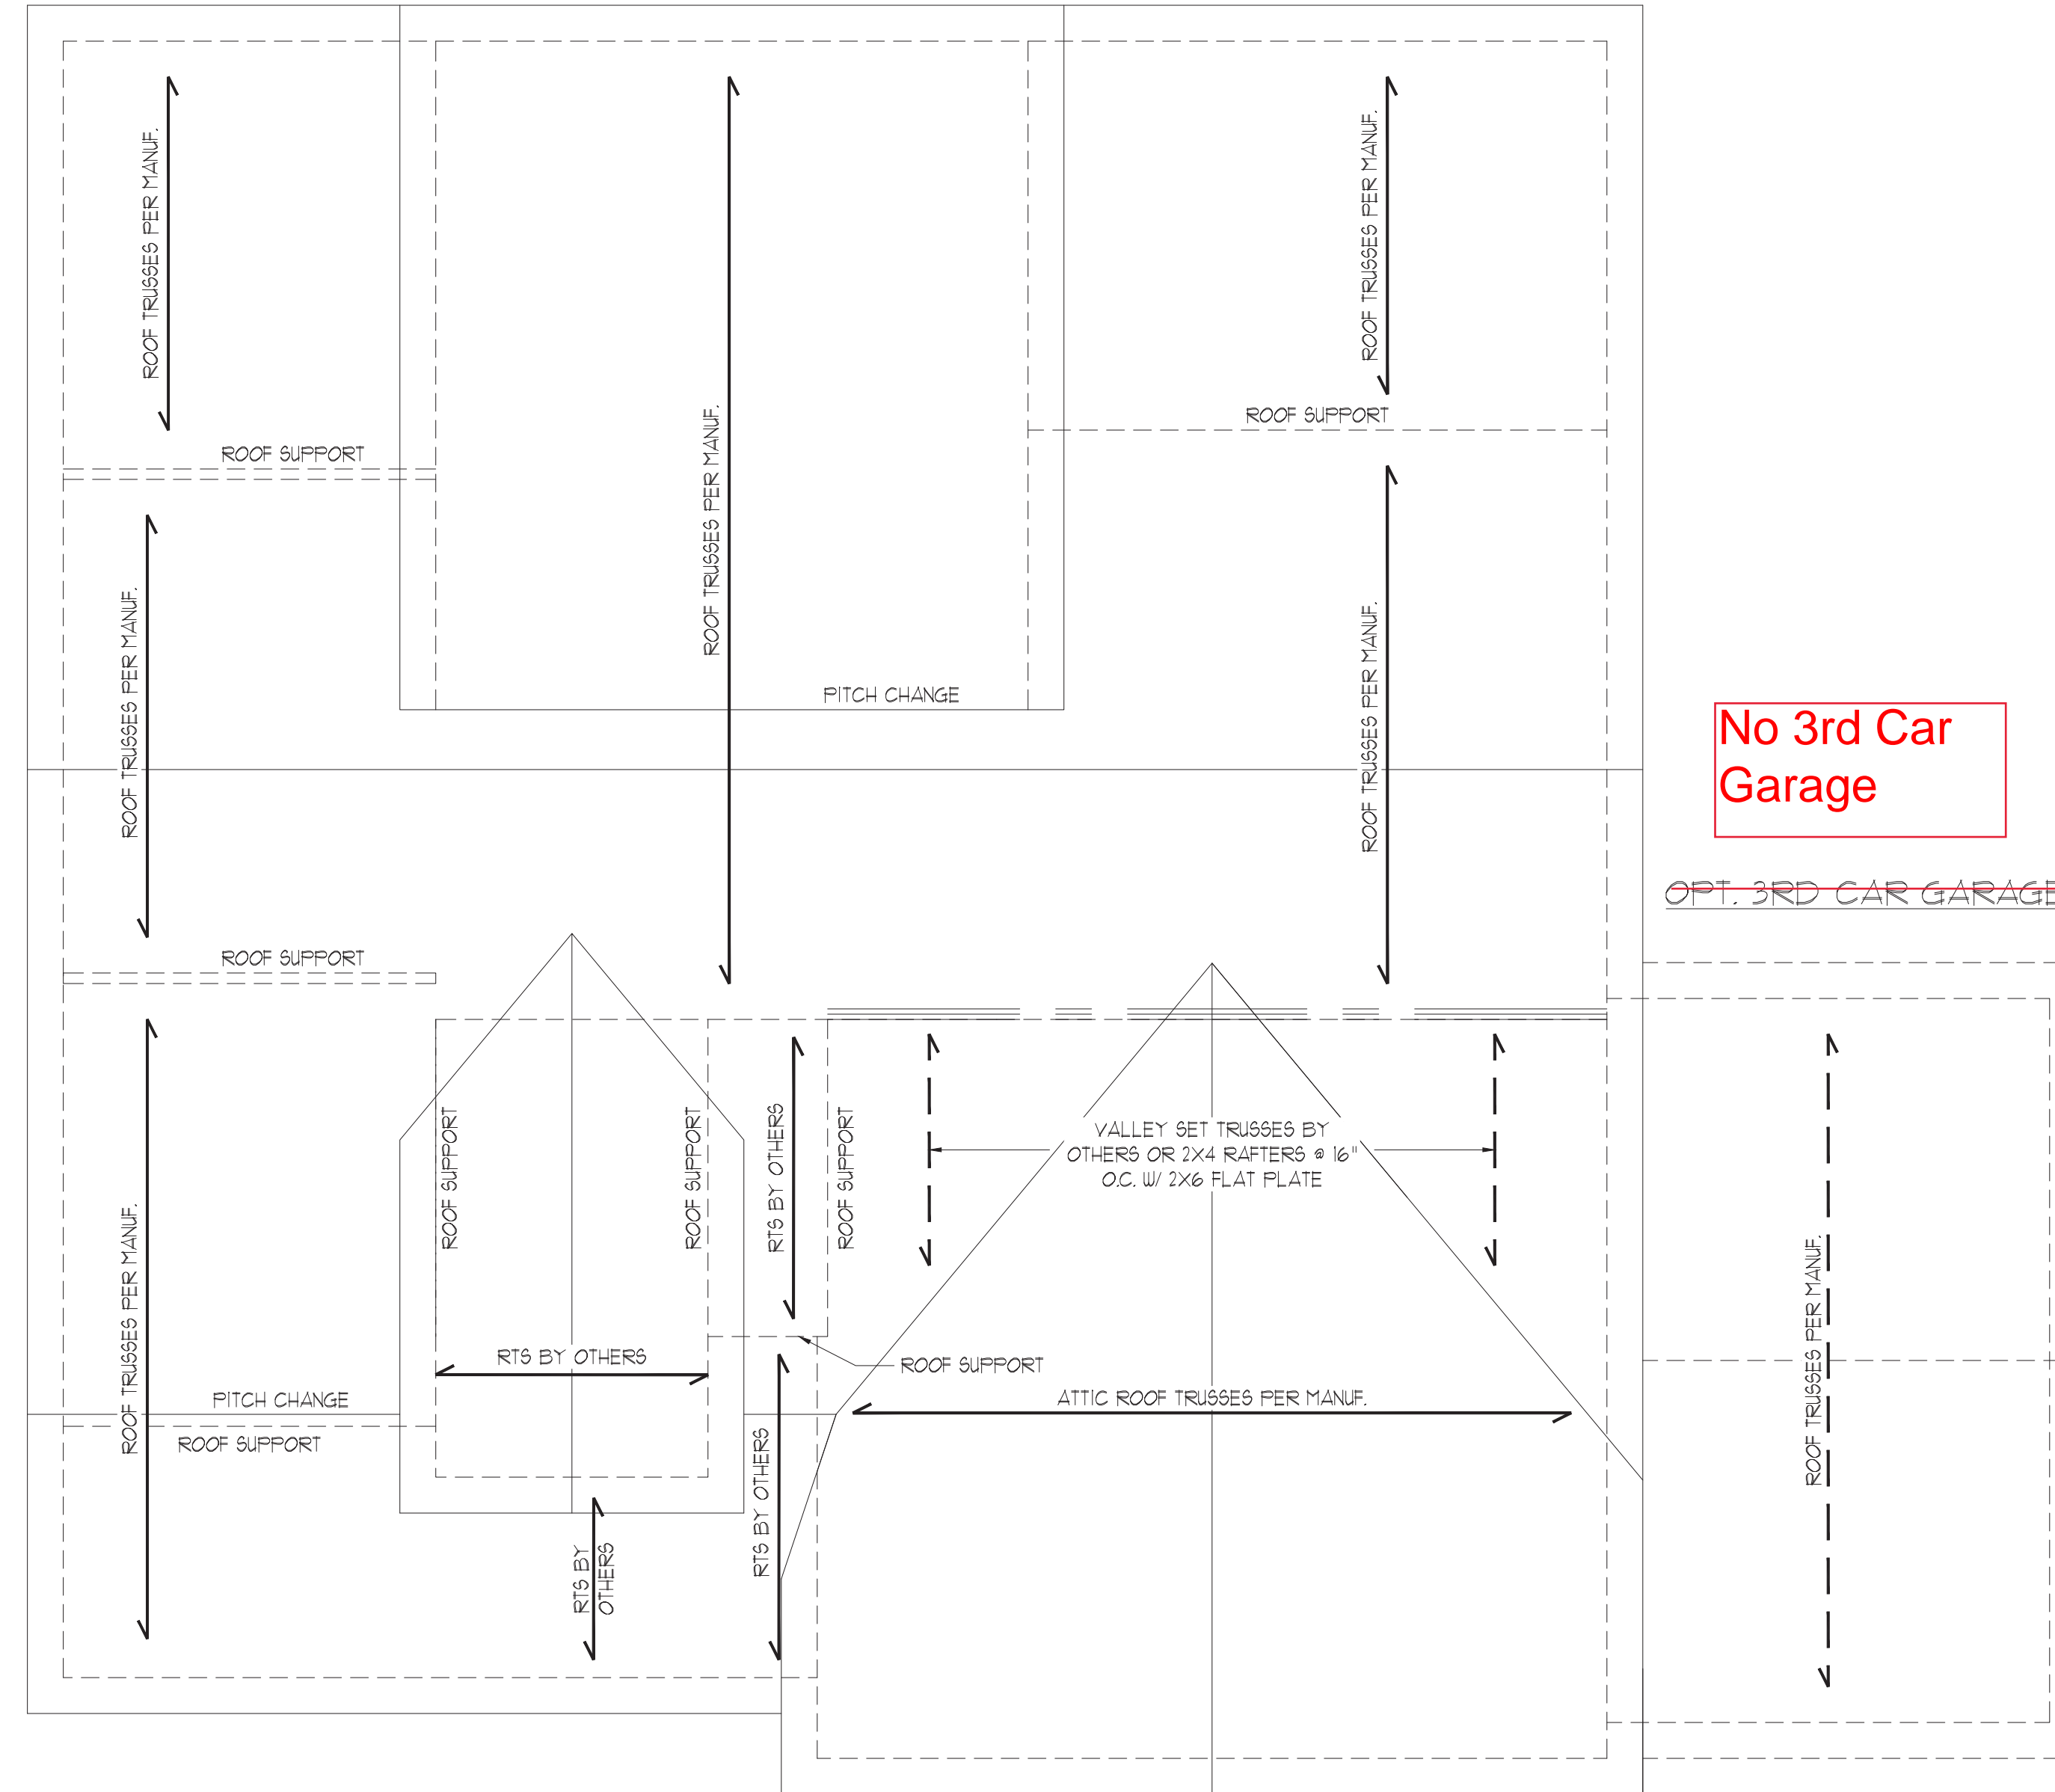 ROOF TRUSSES PER MANUF.
ROOF TRUSSES PER MANUF.
ROOF TRUSSES PER MANUF.
ROOF SUPPORT
ROOF SUPPORT
ROOF TRUSSES PER MANUF.
ROOF TRUSSES PER MANUF.
PITCH CHANGE
No 3rd Car
Garage
OPT. 3RD CAR GARAGE
ROOF SUPPORT
ROOF SUPPORT
ROOF SUPPORT
RTS BY OTHERS
ROOF SUPPORT
VALLEY SET TRUSSES BY
OTHERS OR 2X4 RAFTERS @ 16"
O.C. W/ 2X6 FLAT PLATE
ROOF TRUSSES PER MANUF.
ROOF TRUSSES PER MANUF.
RTS BY OTHERS
ROOF SUPPORT
PITCH CHANGE
ATTIC ROOF TRUSSES PER MANUF.
ROOF SUPPORT
RTS BY OTHERS
RTS BY
OTHERS